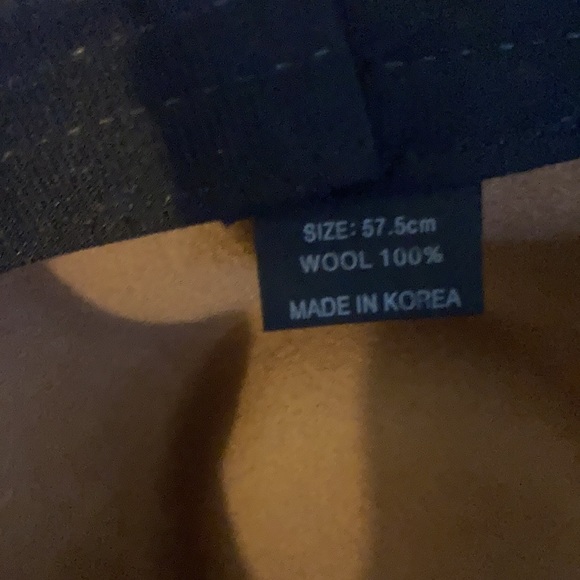 SIZE: 57.5cm
WOOL 100%
MADE IN KOREA